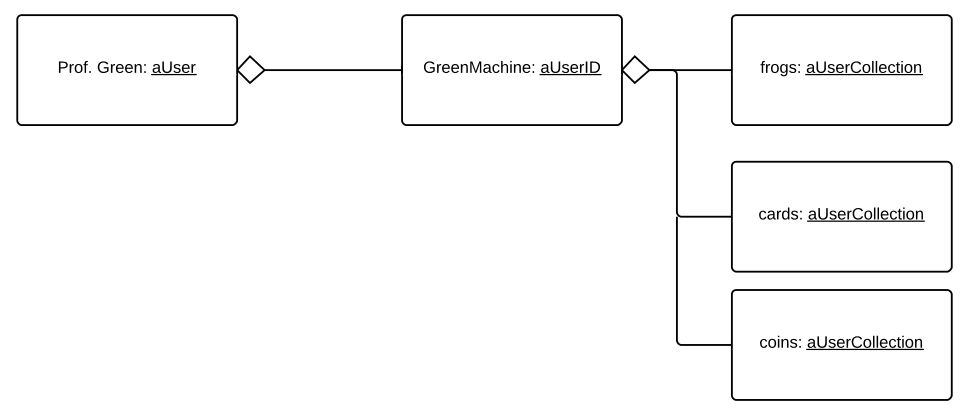 Prof. Green: aUser
GreenMachine: aUserID
frogs: aUserCollection
cards: aUserCollection
coins: aUserCollection